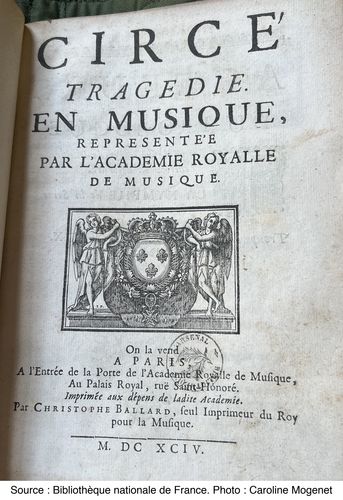 CIRCÉ
TRAGEDIE.
EN MUSIQUE,
REPRESENTE'E
PAR L'ACADEMIE ROYALLE
DE MUSIQUE.
On la vend
A PARIS
A l'Entrée de la Porte de l'Academie Royalle de Musique,
Au Palais Royal, ruë Saint Honoré.
Imprimée aux dépens de ladite Academie.
Par CHRISTOPHE BALLARD, seul Imprimeur du Roy
pour la Musique.
M. DC XCIV.
Source : Bibliothèque nationale de France. Photo : Caroline Mogenet